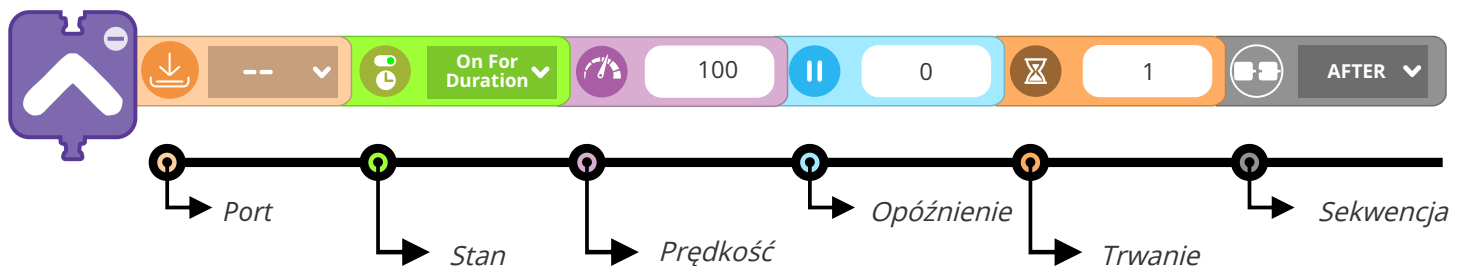 --
On For
Duration
100
0
1
AFTER
Port
Stan
Prędkość
Opóźnienie
Trwanie
Sekwencja